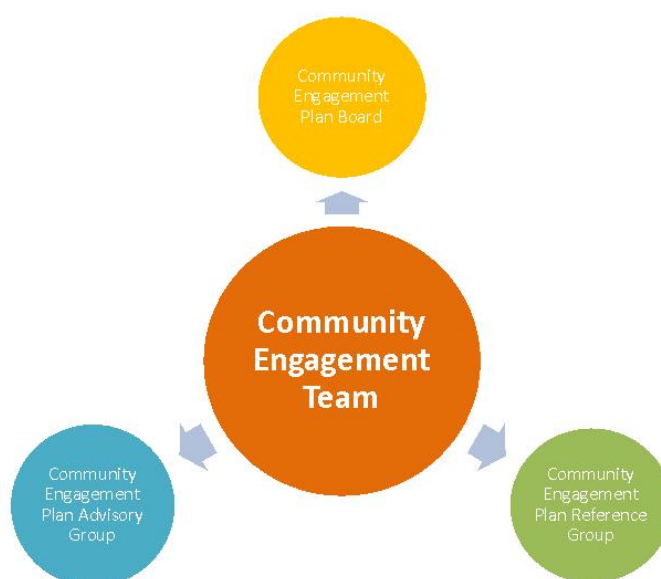 Community
Engagement
Plan Board
Community
Engagement
Team
Community
Engagement
Plan Advisory
Group
Community
Engagement
Plan Reference
Group